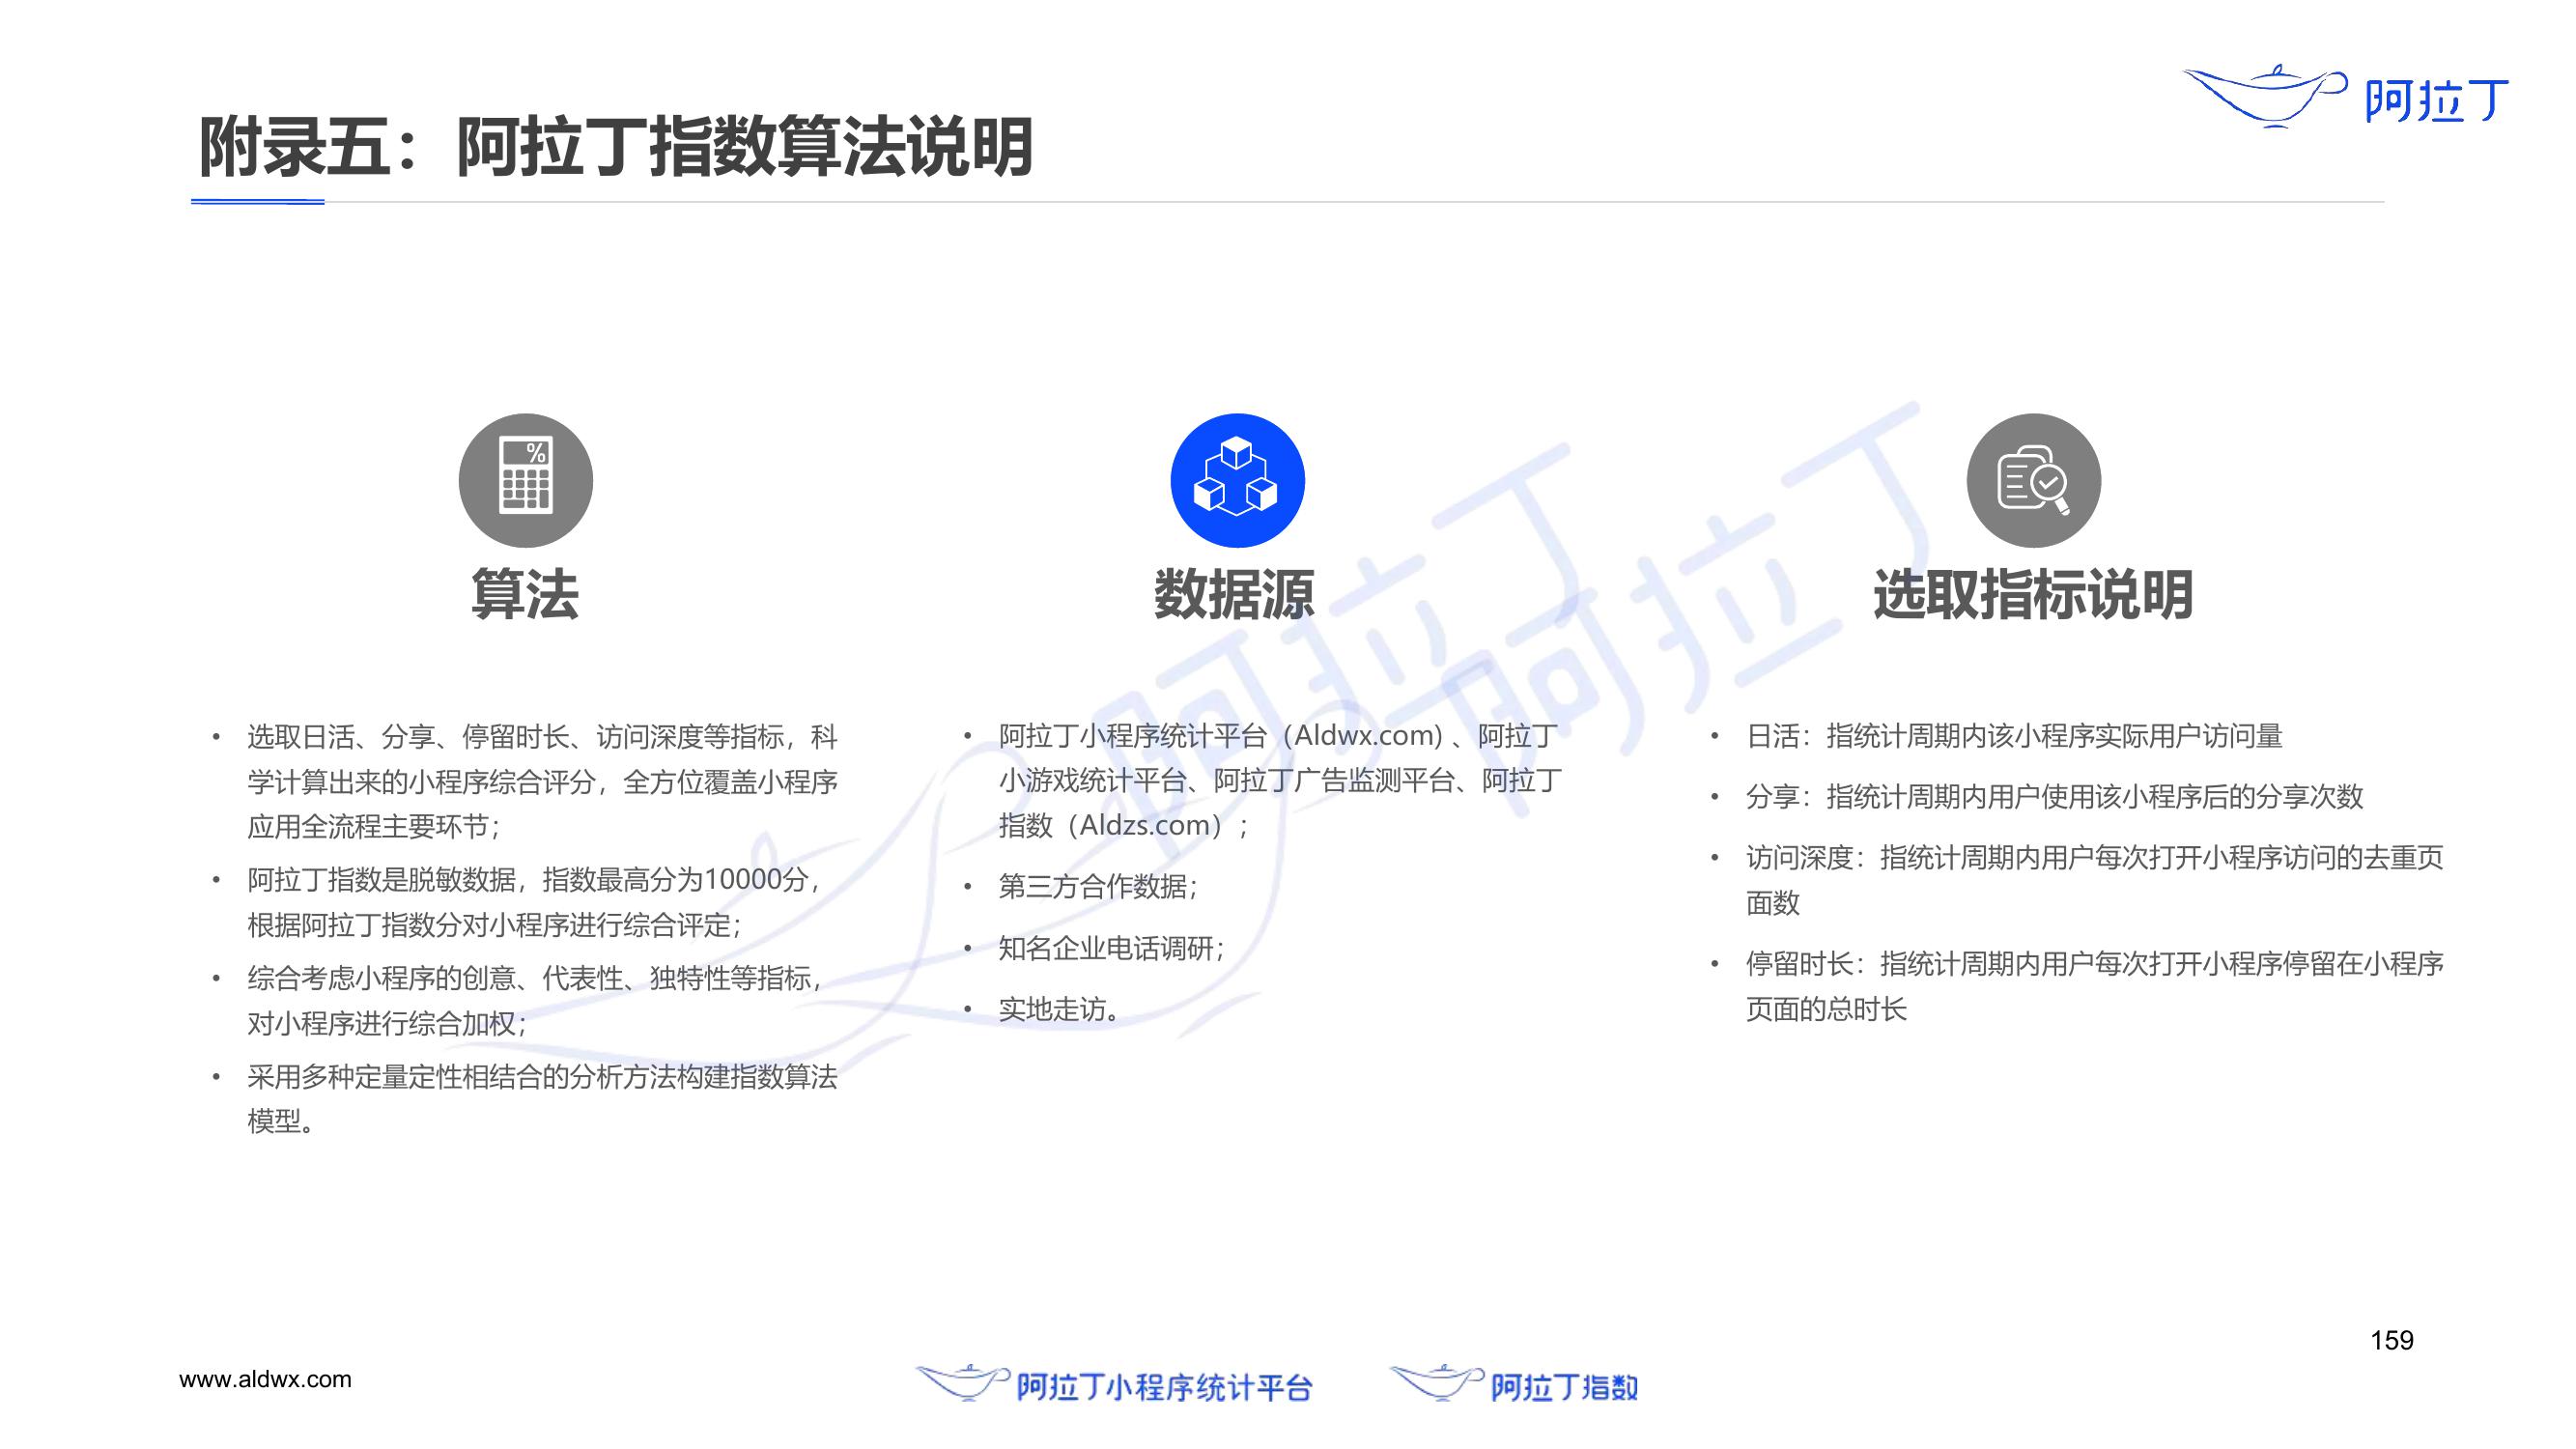 阿拉丁
附录五：阿拉丁指数算法说明
算法
• 选取日活、分享、停留时长、访问深度等指标，科
学计算出来的小程序综合评分，全方位覆盖小程序
应用全流程主要环节；
• 阿拉丁指数是脱敏数据，指数最高分为10000分，
根据阿拉丁指数分对小程序进行综合评定；
• 综合考虑小程序的创意、代表性、独特性等指标，
对小程序进行综合加权；
• 采用多种定量定性相结合的分析方法构建指数算法
模型。
数据源
• 阿拉丁小程序统计平台（Aldwx.com）、阿拉丁
小游戏统计平台、阿拉丁广告监测平台、阿拉丁
指数（Aldzs.com）；
• 第三方合作数据；
• 知名企业电话调研；
• 实地走访。
选取指标说明
• 日活：指统计周期内该小程序实际用户访问量
• 分享：指统计周期内用户使用该小程序后的分享次数
• 访问深度：指统计周期内用户每次打开小程序访问的去重页
面数
• 停留时长：指统计周期内用户每次打开小程序停留在小程序
页面的总时长
阿拉丁
阿拉丁
159
www.aldwx.com
阿拉丁小程序统计平台
阿拉丁指数